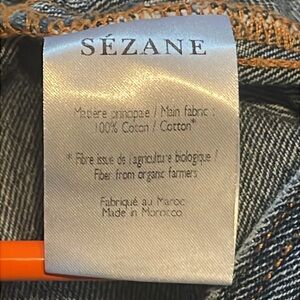 SÉZANE
Matière principale / Main fabric :
100% Coton / Cotton*
* Fibre issue de l'agriculture biologique /
Fiber from organic farmers
Fabriqué au Maroc
Made in Morocco